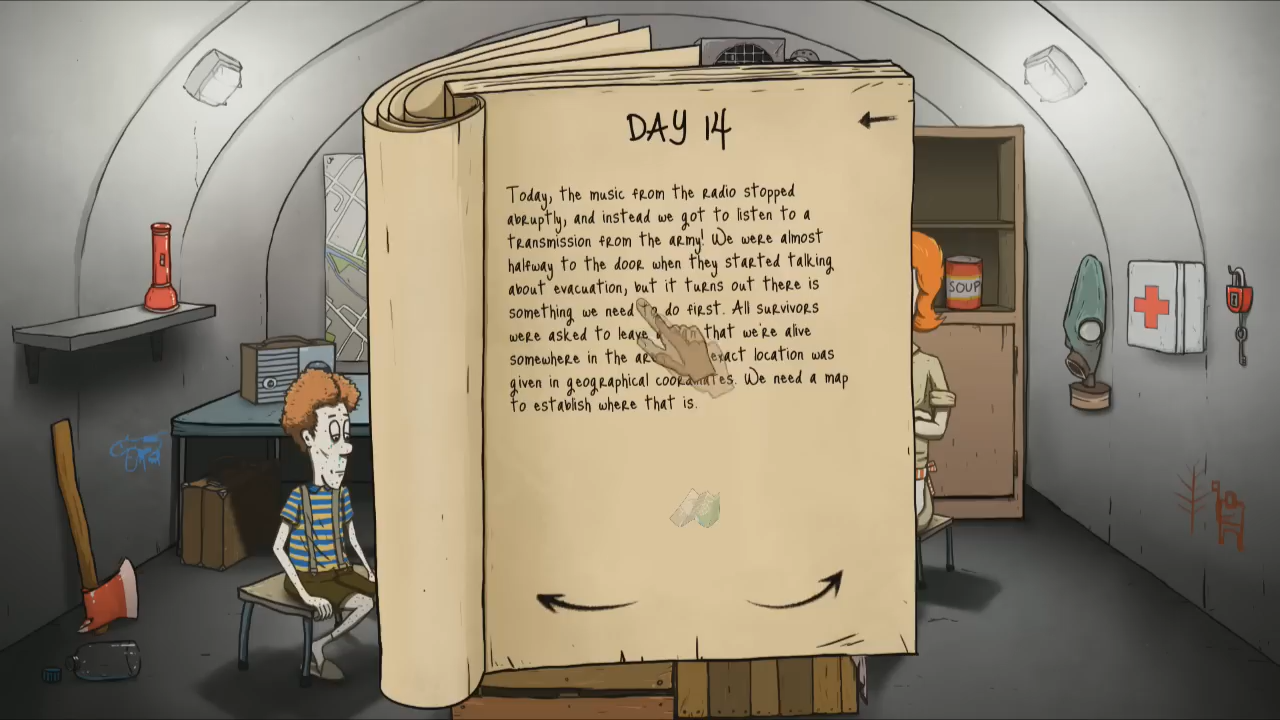 DAY 14
Today, the music from the radio stopped
abruptly, and instead we got to listen to a
transmission from the army! We were almost
halfway to the door when they started talking
about evacuation, but it turns out there is
something we need to do first. All survivors
were asked to leave that we're alive
somewhere in the exact location was
given in geographical coordinates. We need a map
to establish where that is.
SOUP